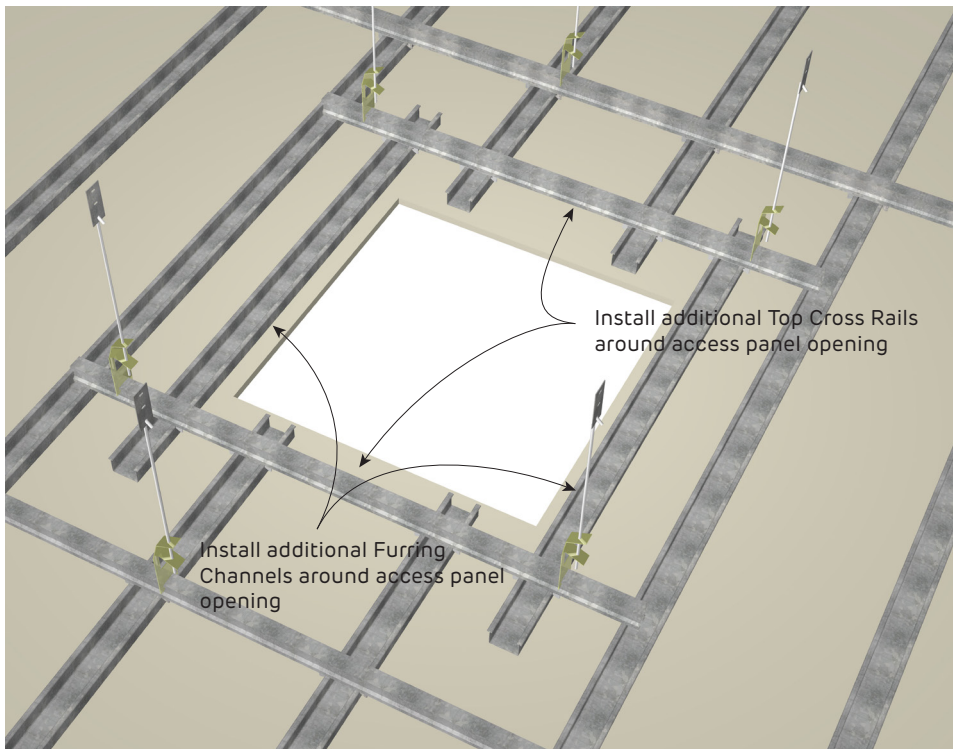 Install additional Top Cross Rails
around access panel opening
Install additional Furring
Channels around access panel
opening